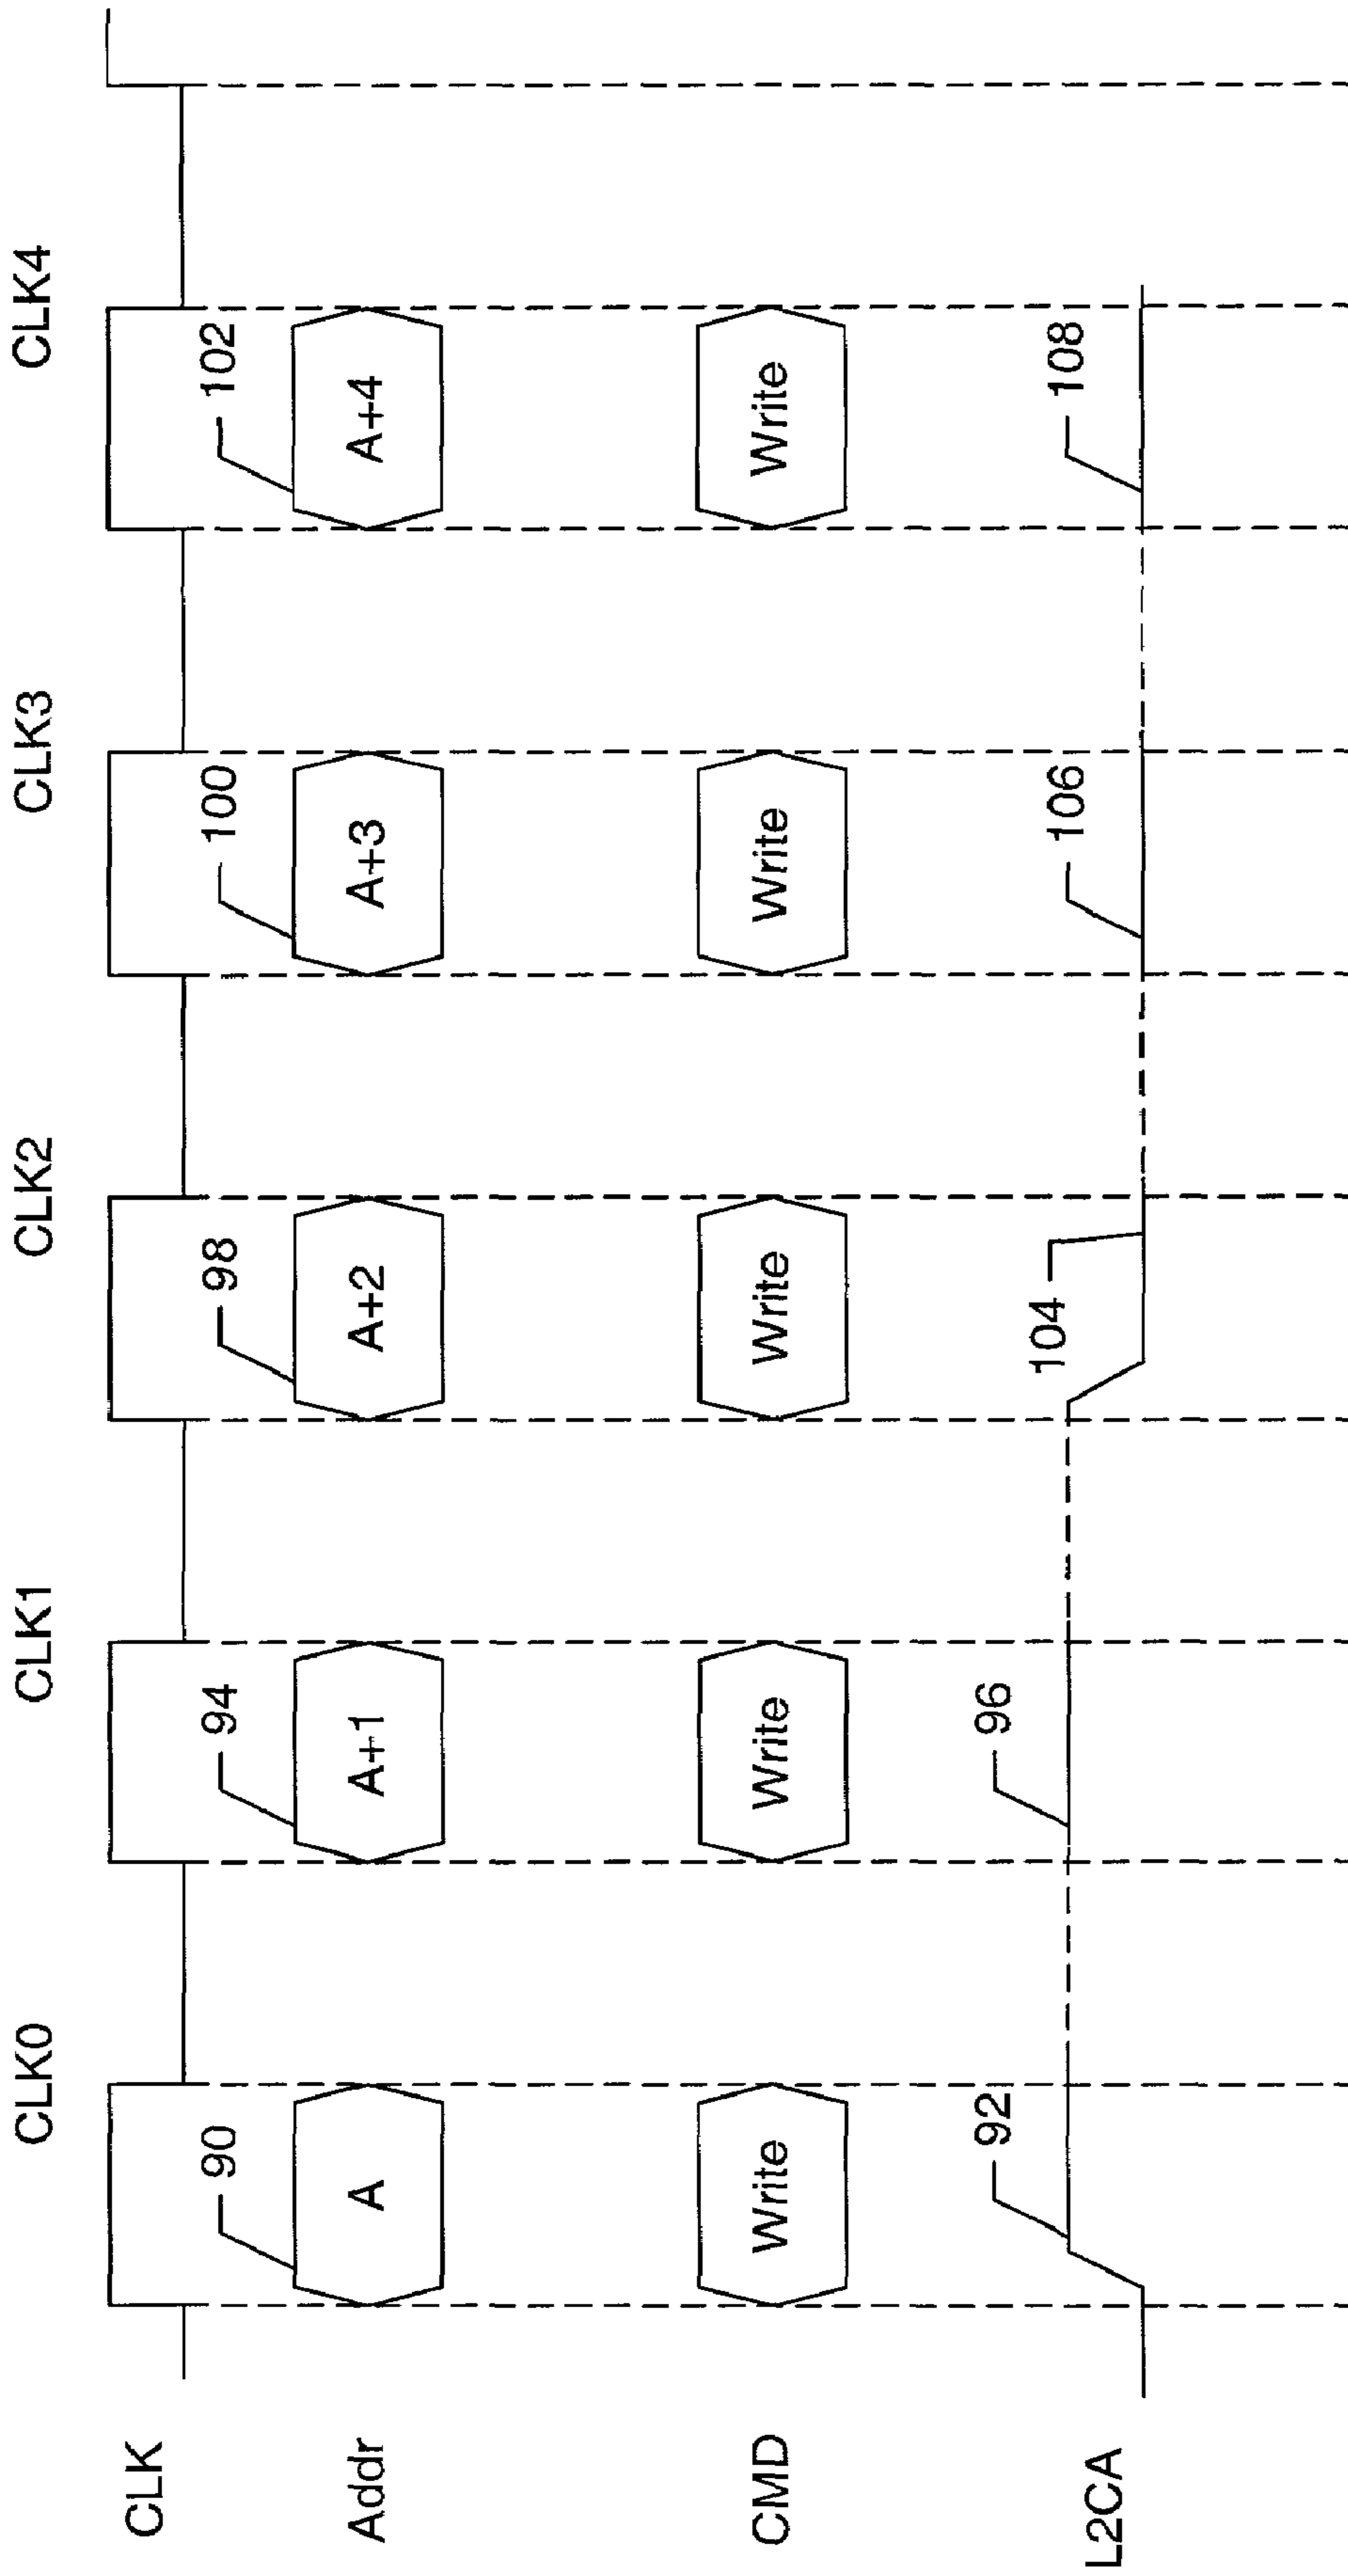 CLK0 CLK1 CLK2 CLK3 CLK4
CLK
90 94 98 100 102
Addr A A+1 A+2 A+3 A+4
CMD Write Write Write Write Write
92 96 104 106 108
L2CA